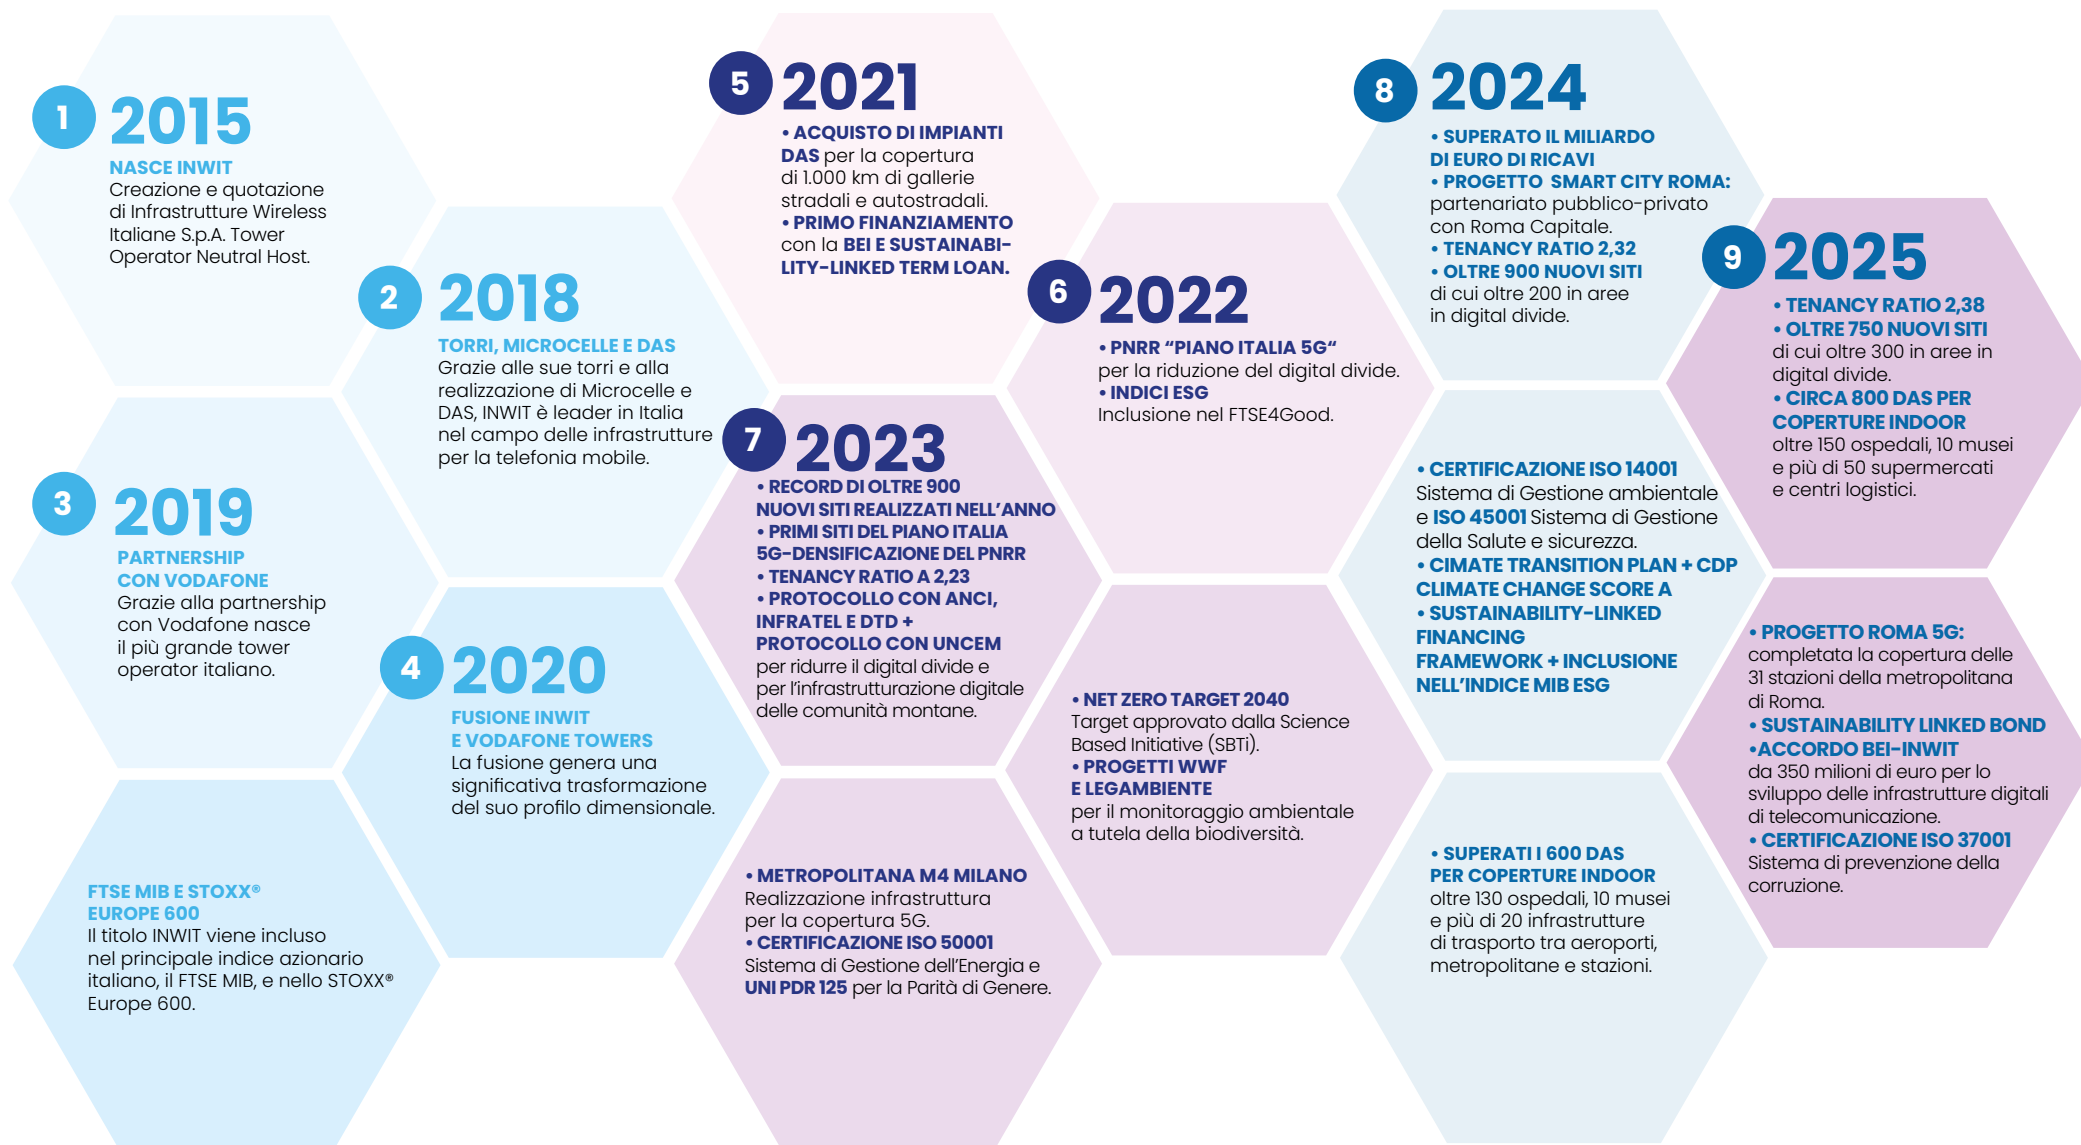 1
2015
NASCE INWIT
Creazione e quotazione
di Infrastrutture Wireless
Italiane S.p.A. Tower
Operator Neutral Host.
2
2018
TORRI, MICROCELLE E DAS
Grazie alle sue torri e alla
realizzazione di Microcelle e
DAS, INWIT è leader in Italia
nel campo delle infrastrutture
per la telefonia mobile.
3
2019
PARTNERSHIP
CON VODAFONE
Grazie alla partnership
con Vodafone nasce
il più grande tower
operator italiano.
4
2020
FUSIONE INWIT
E VODAFONE TOWERS
La fusione genera una
significativa trasformazione
del suo profilo dimensionale.
FTSE MIB E STOXX®
EUROPE 600
Il titolo INWIT viene incluso
nel principale indice azionario
italiano, il FTSE MIB, e nello STOXX®
Europe 600.
5
2021
• ACQUISTO DI IMPIANTI
DAS per la copertura
di 1.000 km di gallerie
stradali e autostradali.
• PRIMO FINANZIAMENTO
con la BEI E SUSTAINABI-
LITY-LINKED TERM LOAN.
6
2022
• PNRR “PIANO ITALIA 5G“
per la riduzione del digital divide.
• INDICI ESG
Inclusione nel FTSE4Good.
• NET ZERO TARGET 2040
Target approvato dalla Science
Based Initiative (SBTi).
• PROGETTI WWF
E LEGAMBIENTE
per il monitoraggio ambientale
a tutela della biodiversità.
7
2023
• RECORD DI OLTRE 900
NUOVI SITI REALIZZATI NELL’ANNO
• PRIMI SITI DEL PIANO ITALIA
5G-DENSIFICAZIONE DEL PNRR
• TENANCY RATIO A 2,23
• PROTOCOLLO CON ANCI,
INFRATEL E DTD +
PROTOCOLLO CON UNCEM
per ridurre il digital divide e
per l’infrastrutturazione digitale
delle comunità montane.
• METROPOLITANA M4 MILANO
Realizzazione infrastruttura
per la copertura 5G.
• CERTIFICAZIONE ISO 50001
Sistema di Gestione dell’Energia e
UNI PDR 125 per la Parità di Genere.
8
2024
• SUPERATO IL MILIARDO
DI EURO DI RICAVI
• PROGETTO SMART CITY ROMA:
partenariato pubblico-privato
con Roma Capitale.
• TENANCY RATIO 2,32
• OLTRE 900 NUOVI SITI
di cui oltre 200 in aree
in digital divide.
• CERTIFICAZIONE ISO 14001
Sistema di Gestione ambientale
e ISO 45001 Sistema di Gestione
della Salute e sicurezza.
• CIMATE TRANSITION PLAN + CDP
CLIMATE CHANGE SCORE A
• SUSTAINABILITY-LINKED
FINANCING
FRAMEWORK + INCLUSIONE
NELL’INDICE MIB ESG
• SUPERATI I 600 DAS
PER COPERTURE INDOOR
oltre 130 ospedali, 10 musei
e più di 20 infrastrutture
di trasporto tra aeroporti,
metropolitane e stazioni.
9
2025
• TENANCY RATIO 2,38
• OLTRE 750 NUOVI SITI
di cui oltre 300 in aree in
digital divide.
• CIRCA 800 DAS PER
COPERTURE INDOOR
oltre 150 ospedali, 10 musei
e più di 50 supermercati
e centri logistici.
• PROGETTO ROMA 5G:
completata la copertura delle
31 stazioni della metropolitana
di Roma.
• SUSTAINABILITY LINKED BOND
•ACCORDO BEI-INWIT
da 350 milioni di euro per lo
sviluppo delle infrastrutture digitali
di telecomunicazione.
• CERTIFICAZIONE ISO 37001
Sistema di prevenzione della
corruzione.